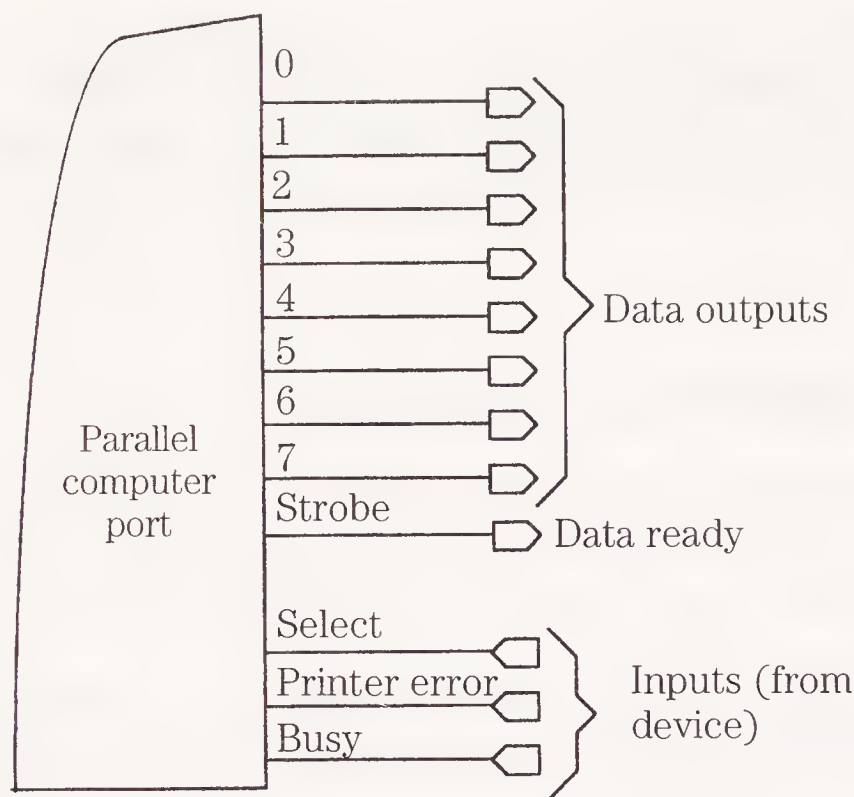 0
1
2
3
4
Data outputs
5
6
7
Parallel
computer
port
Strobe
Data ready
Select
Printer error
Inputs (from
device)
Busy